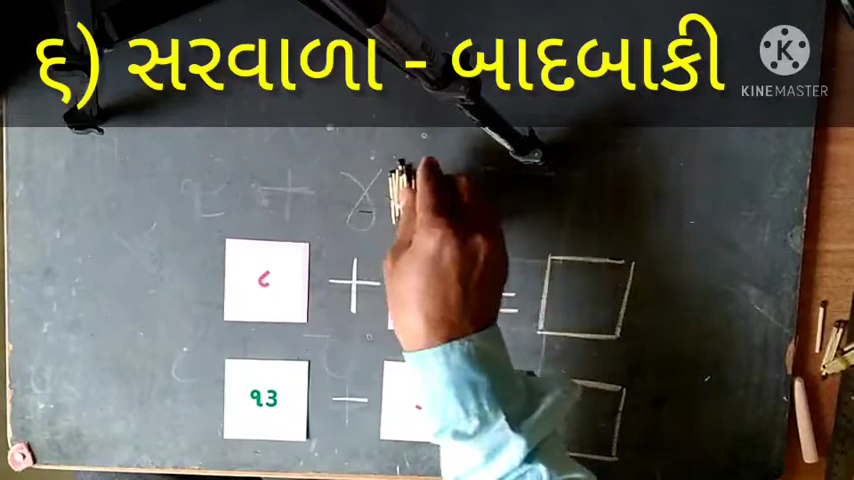 ૬) સરવાળા - બાદબાકી
KINEMASTER
૮ + =
૧૩ +